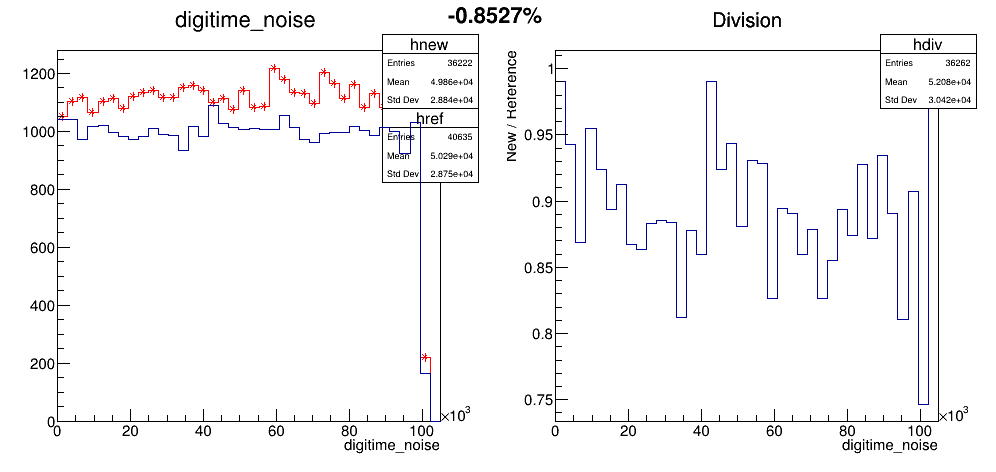 -0.8527%
digitime_noise
hnew
Entries 36222
Mean 4.986e+04
Std Dev 2.884e+04
href
Entries 40635
Mean 5.029e+04
Std Dev 2.875e+04
1200
1000
800
600
400
200
0
0 20 40 60 80 100
×10³
digitime_noise
Division
hdiv
Entries 36262
Mean 5.208e+04
Std Dev 3.042e+04
New / Reference
1
0.95
0.9
0.85
0.8
0.75
0 20 40 60 80 100
×10³
digitime_noise